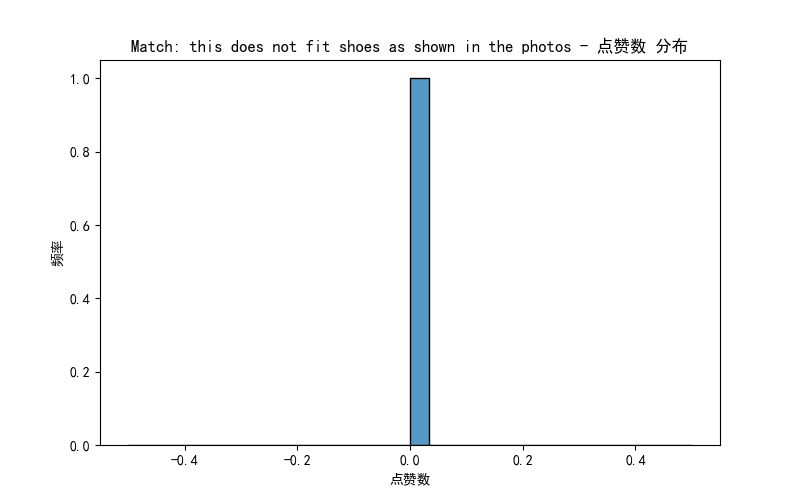 Match: this does not fit shoes as shown in the photos - 点赞数 分布
1.0
0.8
0.6
0.4
0.2
0.0
频率
-0.4 -0.2 0.0 0.2 0.4
点赞数